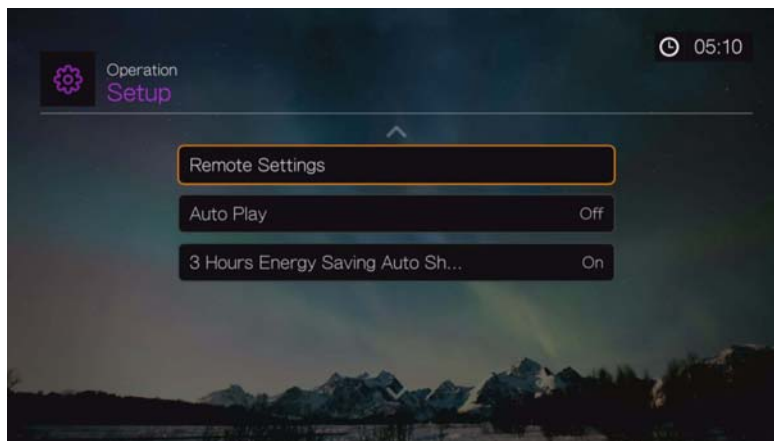 Operation
Setup
05:10
Remote Settings
Auto Play Off
3 Hours Energy Saving Auto Sh... On